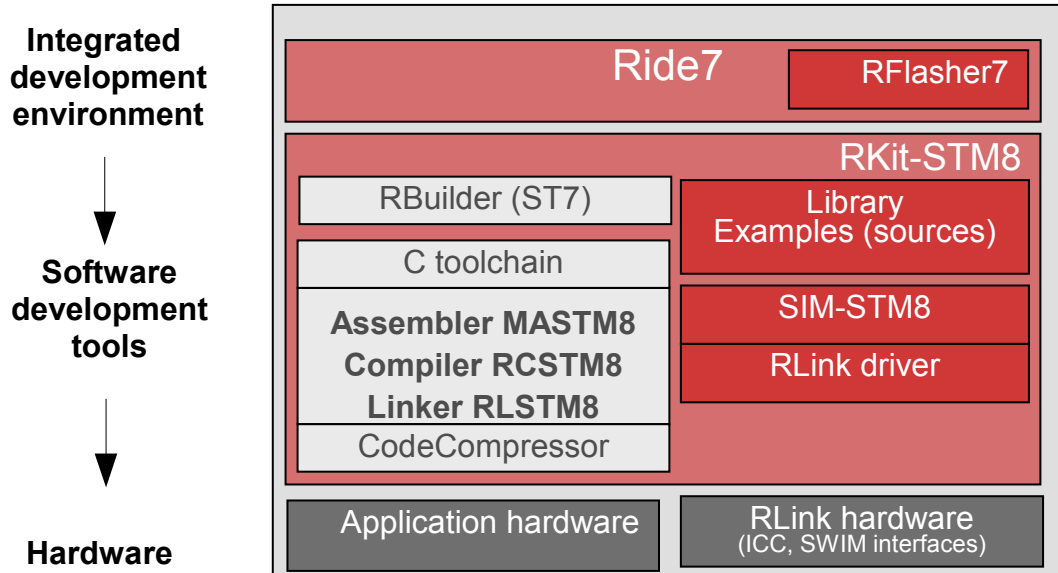 Integrated
development
environment
Ride7
RFlasher7
Software
development
tools
RKit-STM8
RBuilder (ST7)
C toolchain
Assembler MASTM8
Compiler RCSTM8
Linker RLSTM8
CodeCompressor
Library
Examples (sources)
SIM-STM8
RLink driver
Hardware
Application hardware
RLink hardware
(ICC, SWIM interfaces)